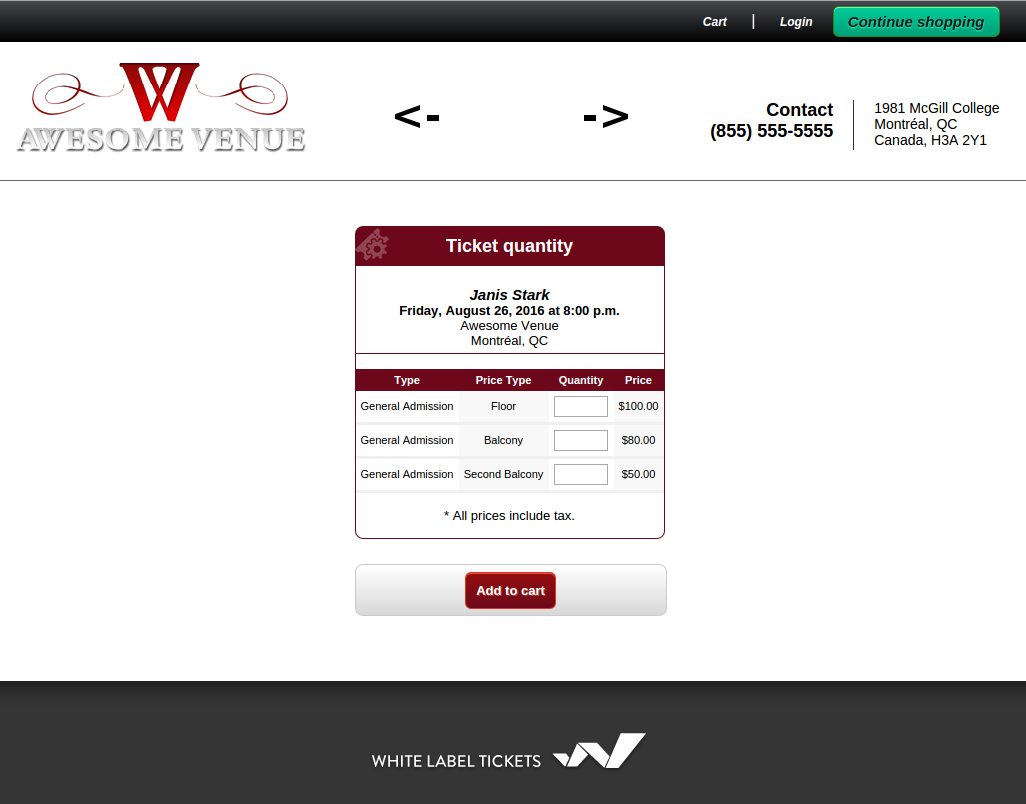 Cart | Login Continue shopping
W
AWESOME VENUE
<- ->
Contact
(855) 555-5555
1981 McGill College
Montréal, QC
Canada, H3A 2Y1
Ticket quantity
Janis Stark
Friday, August 26, 2016 at 8:00 p.m.
Awesome Venue
Montréal, QC
Type Price Type Quantity Price
General Admission Floor $100.00
General Admission Balcony $80.00
General Admission Second Balcony $50.00
* All prices include tax.
Add to cart
WHITE LABEL TICKETS